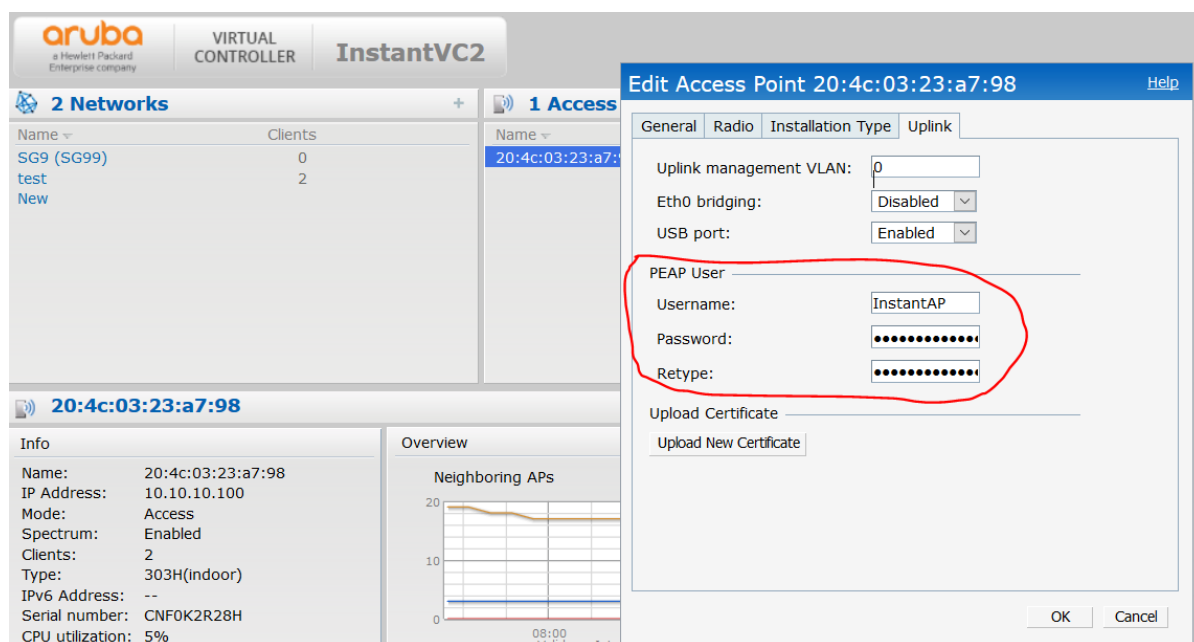 aruba
a Hewlett Packard
Enterprise company
VIRTUAL
CONTROLLER
InstantVC2
2 Networks
+
Name
Clients
SG9 (SG99)
0
test
2
New
1 Access
Name
20:4c:03:23:a7:
Edit Access Point 20:4c:03:23:a7:98
Help
General
Radio
Installation Type
Uplink
Uplink management VLAN:
0
Eth0 bridging:
Disabled
USB port:
Enabled
PEAP User
Username:
InstantAP
Password:
Retype:
Upload Certificate
Upload New Certificate
OK
Cancel
20:4c:03:23:a7:98
Info
Name: 20:4c:03:23:a7:98
IP Address: 10.10.10.100
Mode: Access
Spectrum: Enabled
Clients: 2
Type: 303H(indoor)
IPv6 Address: --
Serial number: CNF0K2R28H
CPU utilization: 5%
Overview
Neighboring APs
20
10
0
08:00